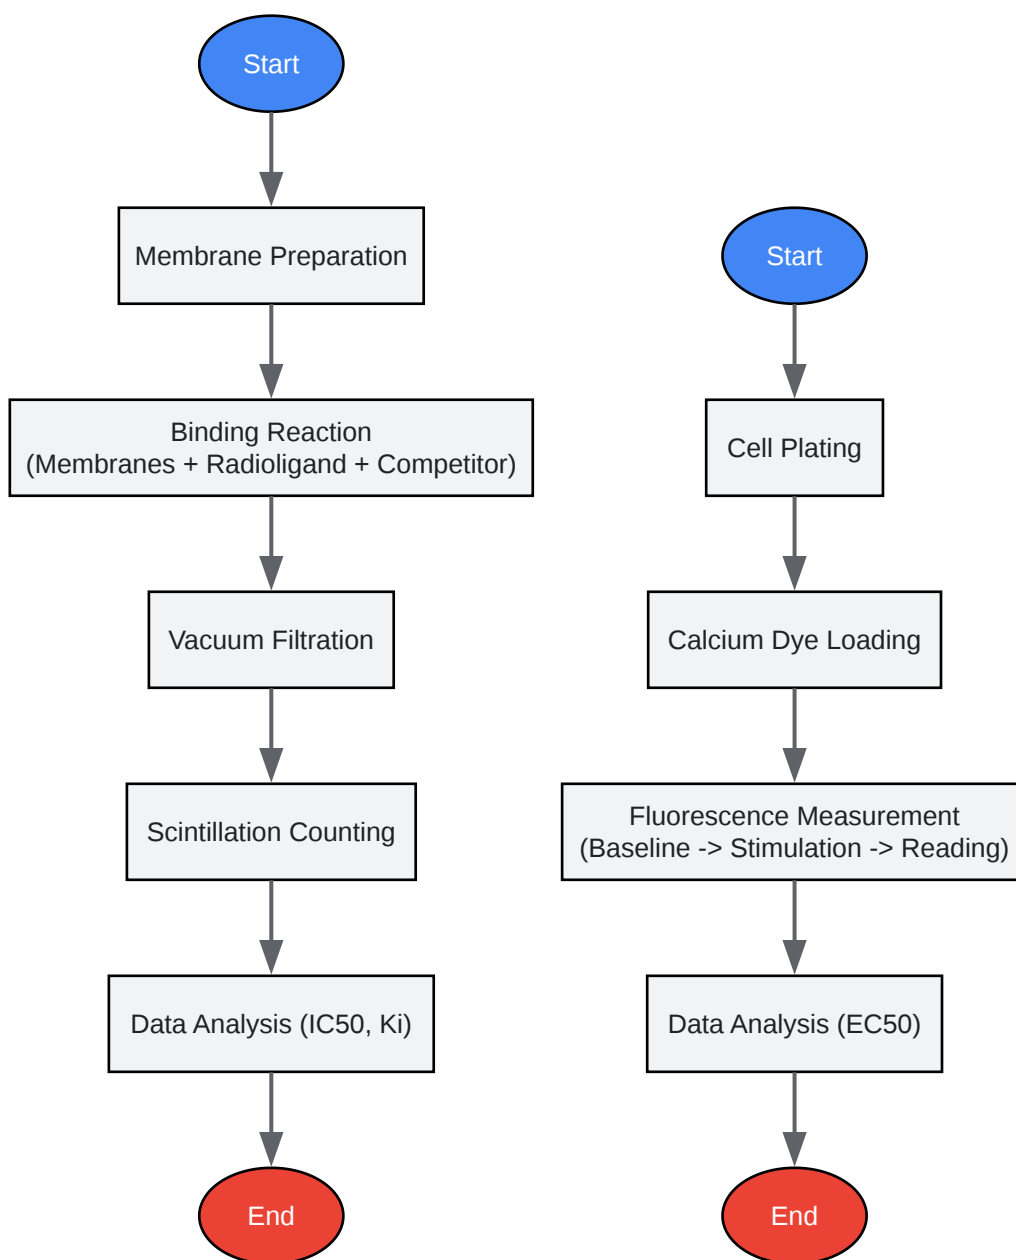 Start
Membrane Preparation
Binding Reaction
(Membranes + Radioligand + Competitor)
Vacuum Filtration
Scintillation Counting
Data Analysis (IC50, Ki)
End
Start
Cell Plating
Calcium Dye Loading
Fluorescence Measurement
(Baseline -> Stimulation -> Reading)
Data Analysis (EC50)
End